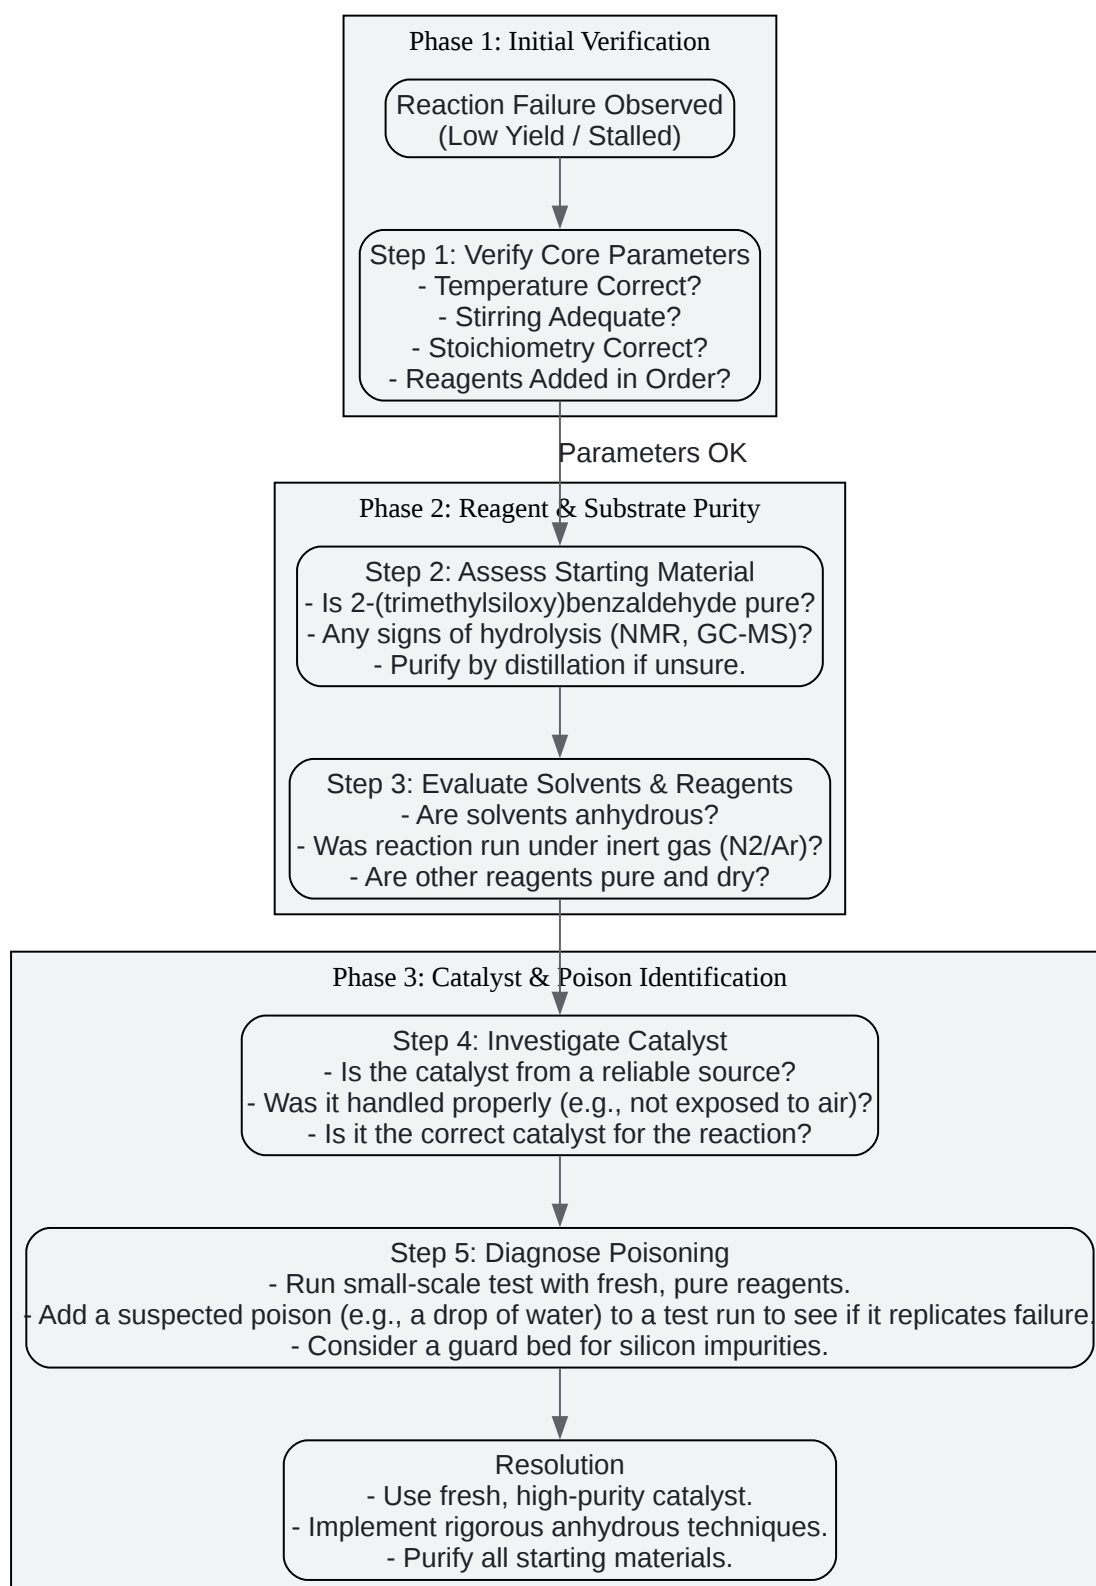 Phase 1: Initial Verification
Reaction Failure Observed
(Low Yield / Stalled)
Step 1: Verify Core Parameters
- Temperature Correct?
- Stirring Adequate?
- Stoichiometry Correct?
- Reagents Added in Order?
Parameters OK
Phase 2: Reagent & Substrate Purity
Step 2: Assess Starting Material
- Is 2-(trimethylsiloxy)benzaldehyde pure?
- Any signs of hydrolysis (NMR, GC-MS)?
- Purify by distillation if unsure.
Step 3: Evaluate Solvents & Reagents
- Are solvents anhydrous?
- Was reaction run under inert gas (N2/Ar)?
- Are other reagents pure and dry?
Phase 3: Catalyst & Poison Identification
Step 4: Investigate Catalyst
- Is the catalyst from a reliable source?
- Was it handled properly (e.g., not exposed to air)?
- Is it the correct catalyst for the reaction?
Step 5: Diagnose Poisoning
- Run small-scale test with fresh, pure reagents.
- Add a suspected poison (e.g., a drop of water) to a test run to see if it replicates failure.
- Consider a guard bed for silicon impurities.
Resolution
- Use fresh, high-purity catalyst.
- Implement rigorous anhydrous techniques.
- Purify all starting materials.